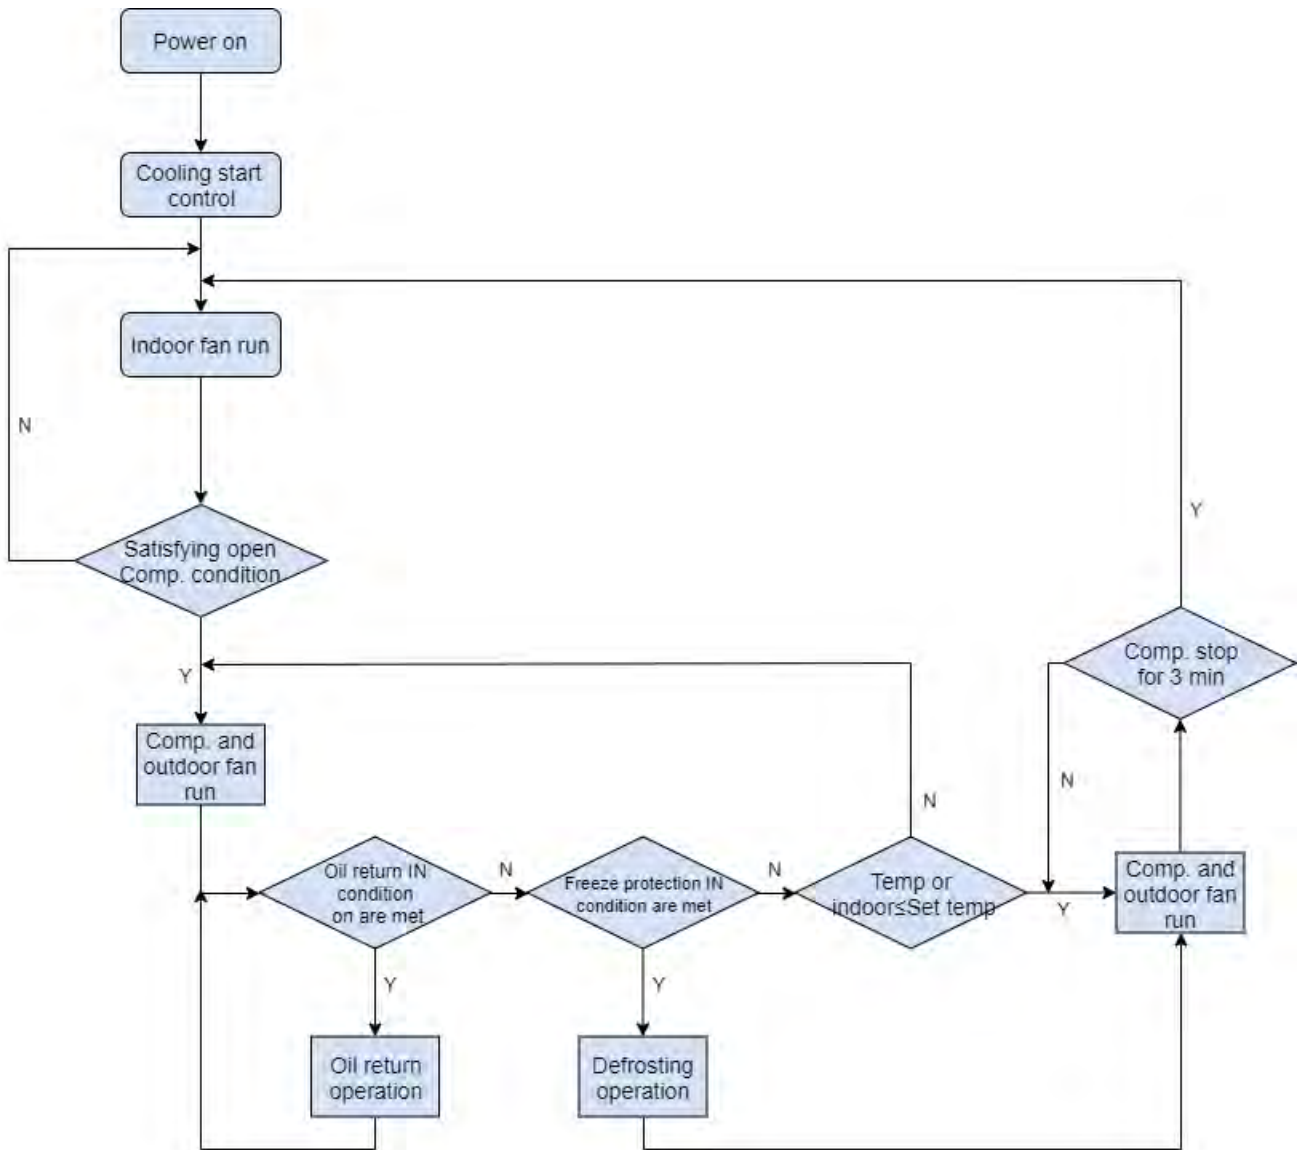 Power on
Cooling start
control
Indoor fan run
N
Satisfying open
Comp. condition
Y
Y
Comp. stop
for 3 min
Comp. and
outdoor fan
run
N
N
Oil return IN
condition
on are met
N
Freeze protection IN
condition are met
N
Temp or
indoor≤Set temp
Y
Comp. and
outdoor fan
run
Y
Y
Oil return
operation
Defrosting
operation